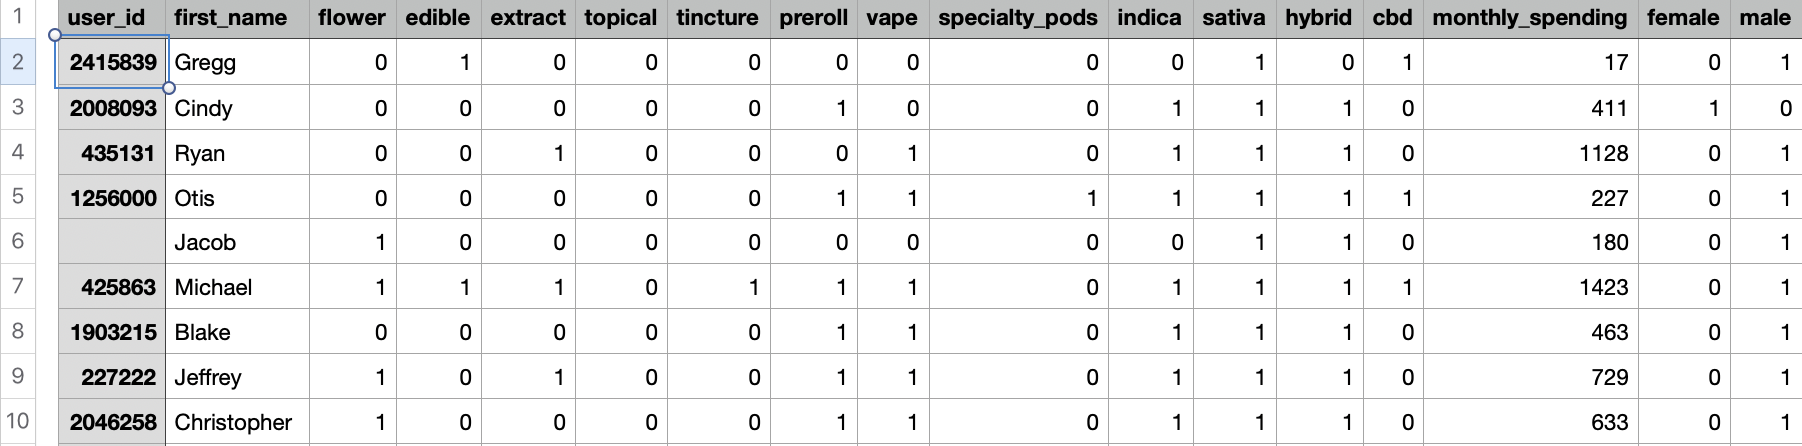 1 user_id first_name flower edible extract topical tincture preroll vape specialty_pods indica sativa hybrid cbd monthly_spending female male
2 2415839 Gregg 0 1 0 0 0 0 0 0 0 1 0 1 17 0 1
3 2008093 Cindy 0 0 0 0 0 1 0 0 1 1 1 0 411 1 0
4 435131 Ryan 0 0 1 0 0 0 1 0 1 1 1 0 1128 0 1
5 1256000 Otis 0 0 0 0 0 1 1 1 1 1 1 1 227 0 1
6 Jacob 1 0 0 0 0 0 0 0 0 1 1 0 180 0 1
7 425863 Michael 1 1 1 0 1 1 1 0 1 1 1 1 1423 0 1
8 1903215 Blake 0 0 0 0 0 1 1 0 1 1 1 0 463 0 1
9 227222 Jeffrey 1 0 1 0 0 1 1 0 1 1 1 0 729 0 1
10 2046258 Christopher 1 0 0 0 0 1 1 0 1 1 1 0 633 0 1